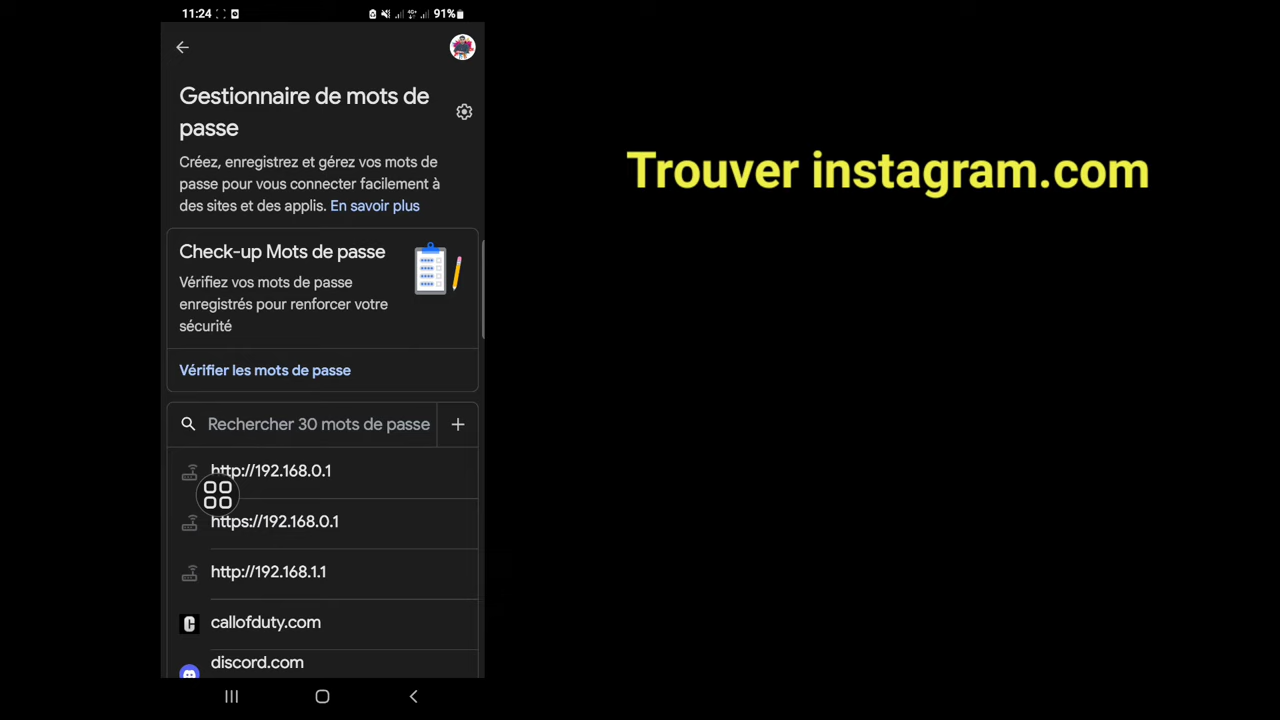 11:24
91%
Gestionnaire de mots de
passe
Créez, enregistrez et gérez vos mots de
passe pour vous connecter facilement à
des sites et des applis. En savoir plus
Check-up Mots de passe
Vérifiez vos mots de passe
enregistrés pour renforcer votre
sécurité
Vérifier les mots de passe
Rechercher 30 mots de passe
http://192.168.0.1
https://192.168.0.1
http://192.168.1.1
callofduty.com
discord.com
Trouver instagram.com